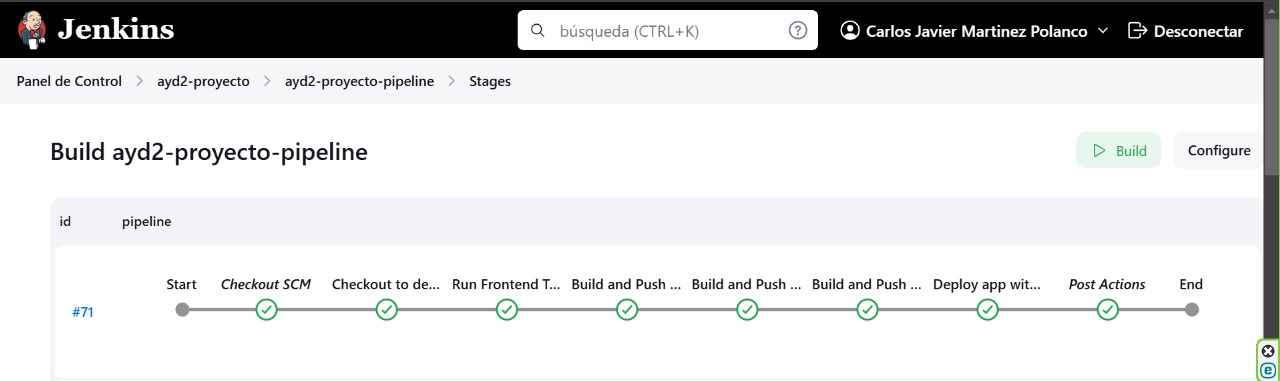 Jenkins
búsqueda (CTRL+K)
?
Carlos Javier Martinez Polanco
Desconectar
Panel de Control > ayd2-proyecto > ayd2-proyecto-pipeline > Stages
Build ayd2-proyecto-pipeline
Build
Configure
id pipeline
Start Checkout SCM Checkout to de... Run Frontend T... Build and Push ... Build and Push ... Build and Push ... Deploy app wit... Post Actions End
#71
e